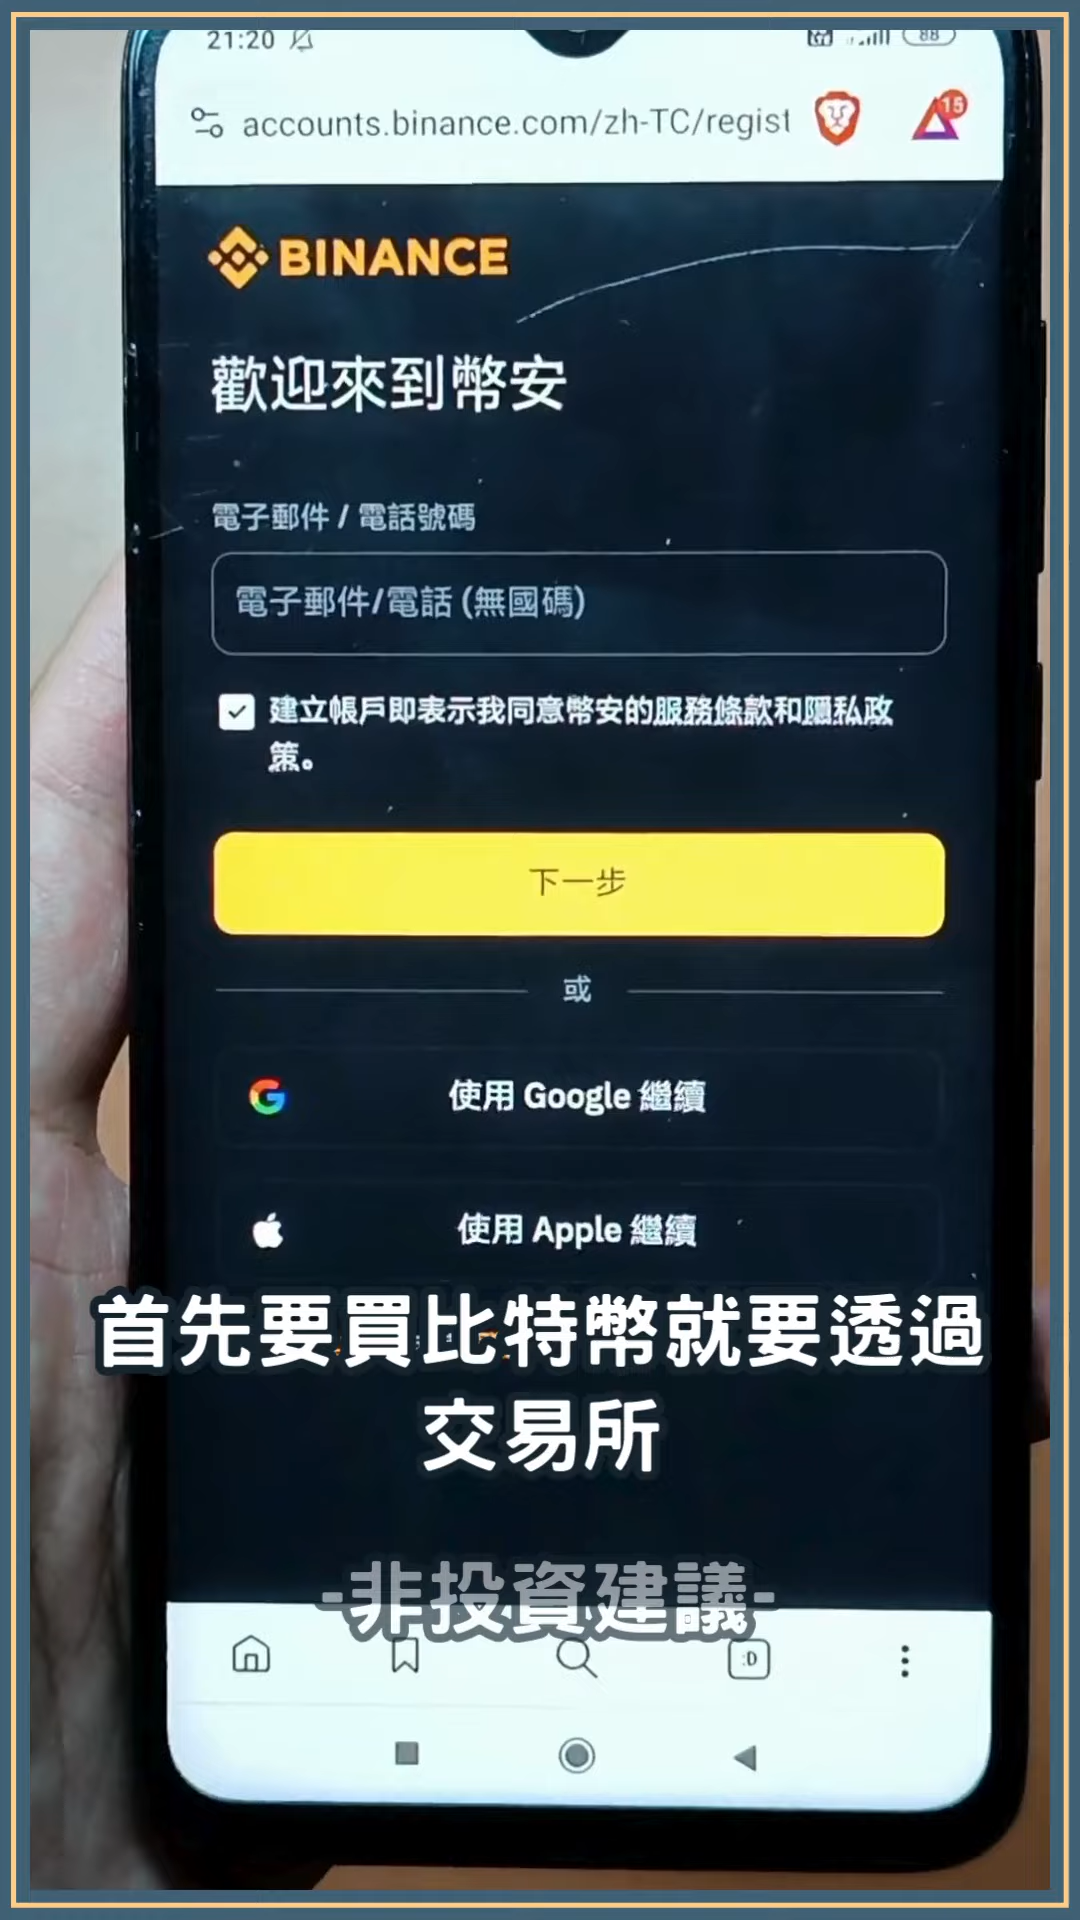 21:20
88
accounts.binance.com/zh-TC/regist
15
BINANCE
歡迎來到幣安
電子郵件 / 電話號碼
電子郵件/電話 (無國碼)
建立帳戶即表示我同意幣安的服務條款和隱私政
策。
下一步
或
G
使用 Google 繼續
使用 Apple 繼續
首先要買比特幣就要透過
交易所
-非投資建議-
:D